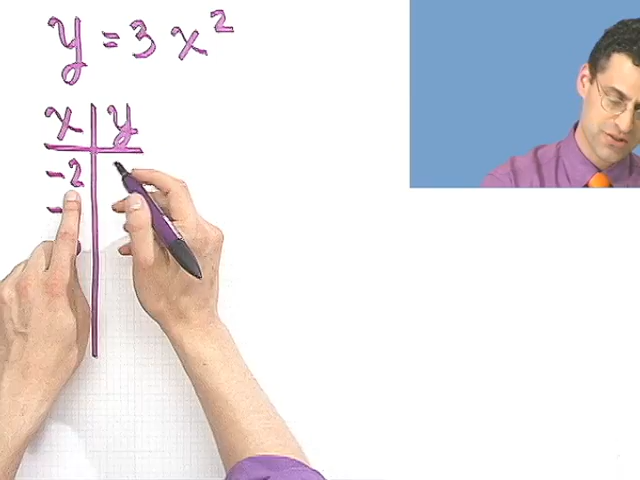 y = 3x²
x y
-2
-